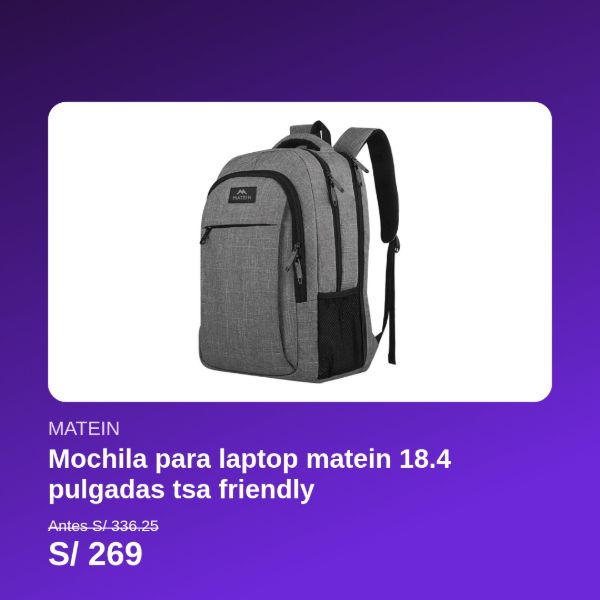 MATEIN
MATEIN
Mochila para laptop matein 18.4
pulgadas tsa friendly
Antes S/ 336.25
S/ 269